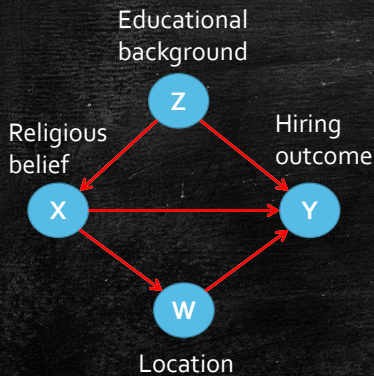 Educational
background
Z
Religious
belief
Hiring
outcome
X
Y
W
Location